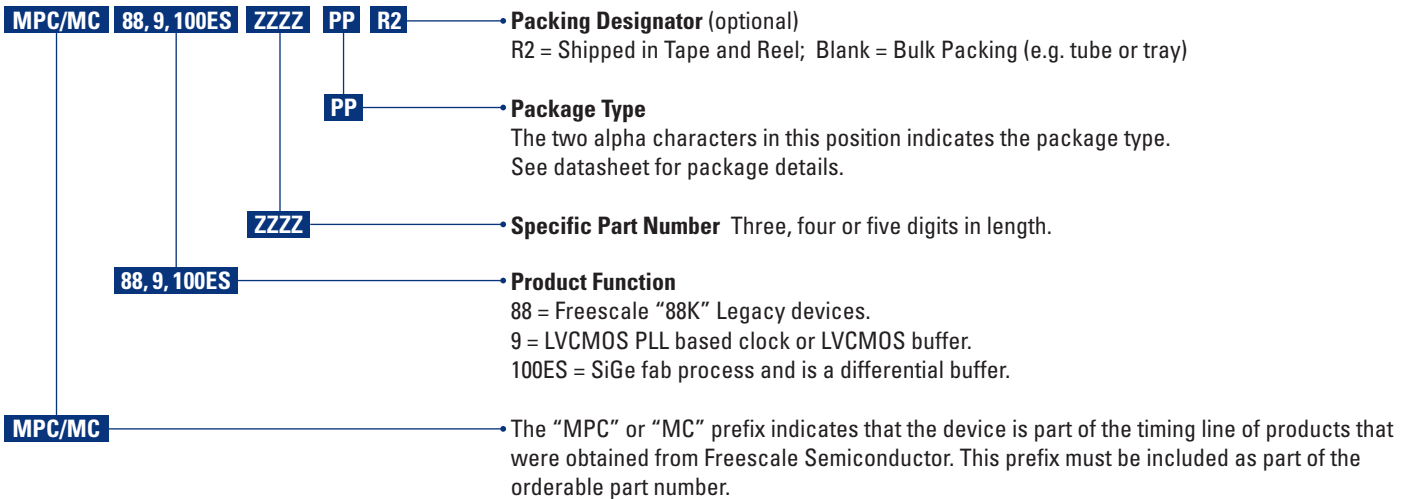 MPC/MC 88, 9, 100ES ZZZZ PP R2 Packing Designator (optional)
R2 = Shipped in Tape and Reel; Blank = Bulk Packing (e.g. tube or tray)
PP Package Type
The two alpha characters in this position indicates the package type.
See datasheet for package details.
ZZZZ Specific Part Number Three, four or five digits in length.
88, 9, 100ES Product Function
88 = Freescale “88K” Legacy devices.
9 = LVCMOS PLL based clock or LVCMOS buffer.
100ES = SiGe fab process and is a differential buffer.
MPC/MC The “MPC” or “MC” prefix indicates that the device is part of the timing line of products that
were obtained from Freescale Semiconductor. This prefix must be included as part of the
orderable part number.